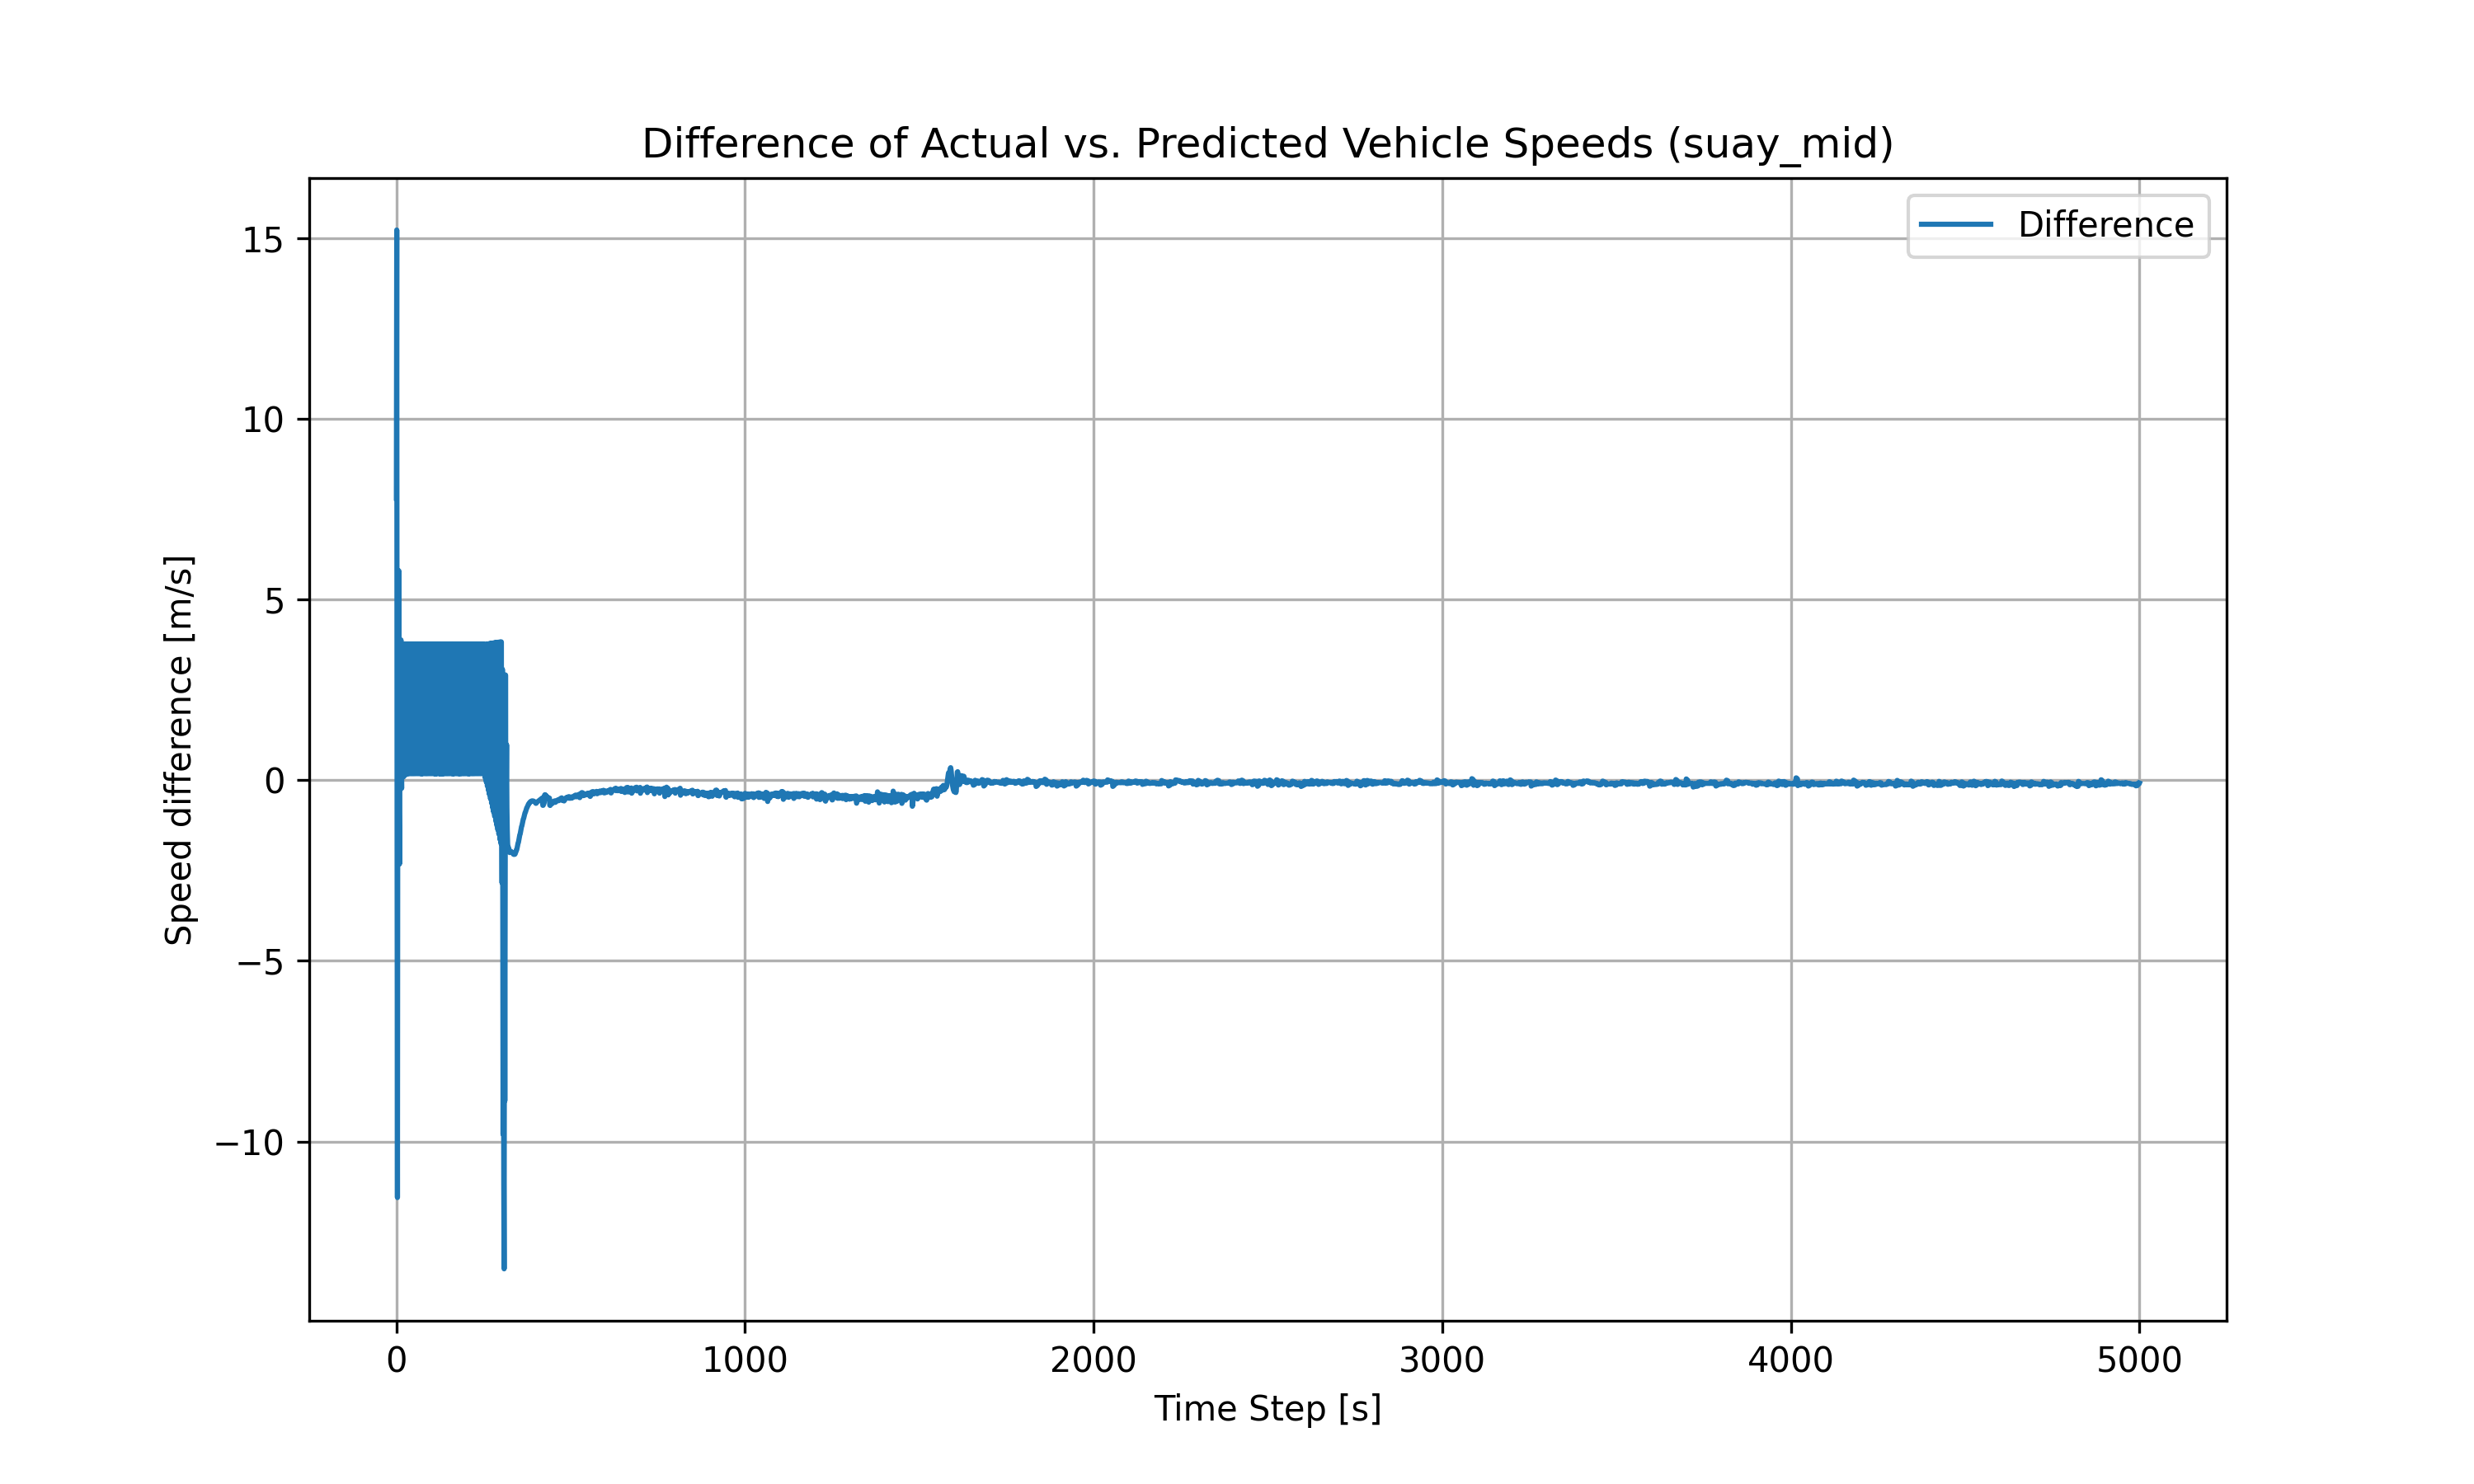 Difference of Actual vs. Predicted Vehicle Speeds (suay_mid)
Difference
15
10
5
0
−5
−10
Speed difference [m/s]
0 1000 2000 3000 4000 5000
Time Step [s]